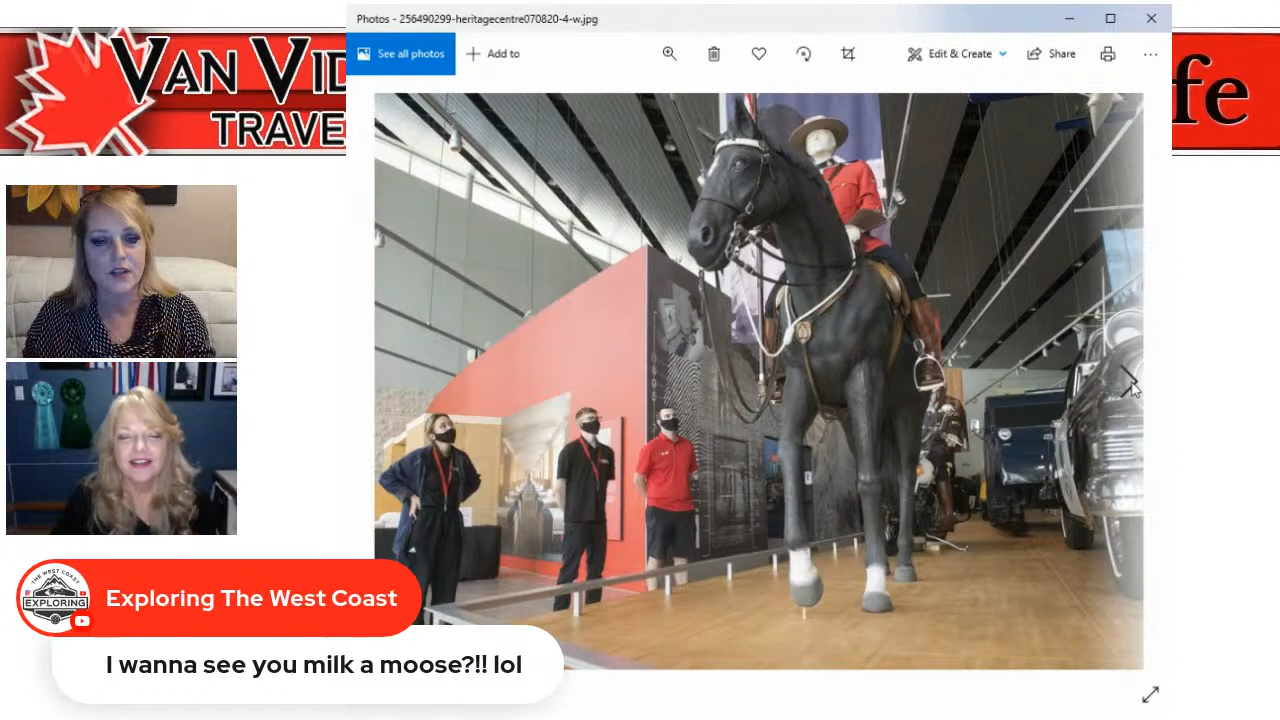 Photos - 256490299-heritagecentre070820-4-w.jpg
See all photos
Add to
Edit & Create
Share
VAN VID
TRAVE
fe
THE WEST COAST
EXPLORING
Exploring The West Coast
I wanna see you milk a moose?!! lol